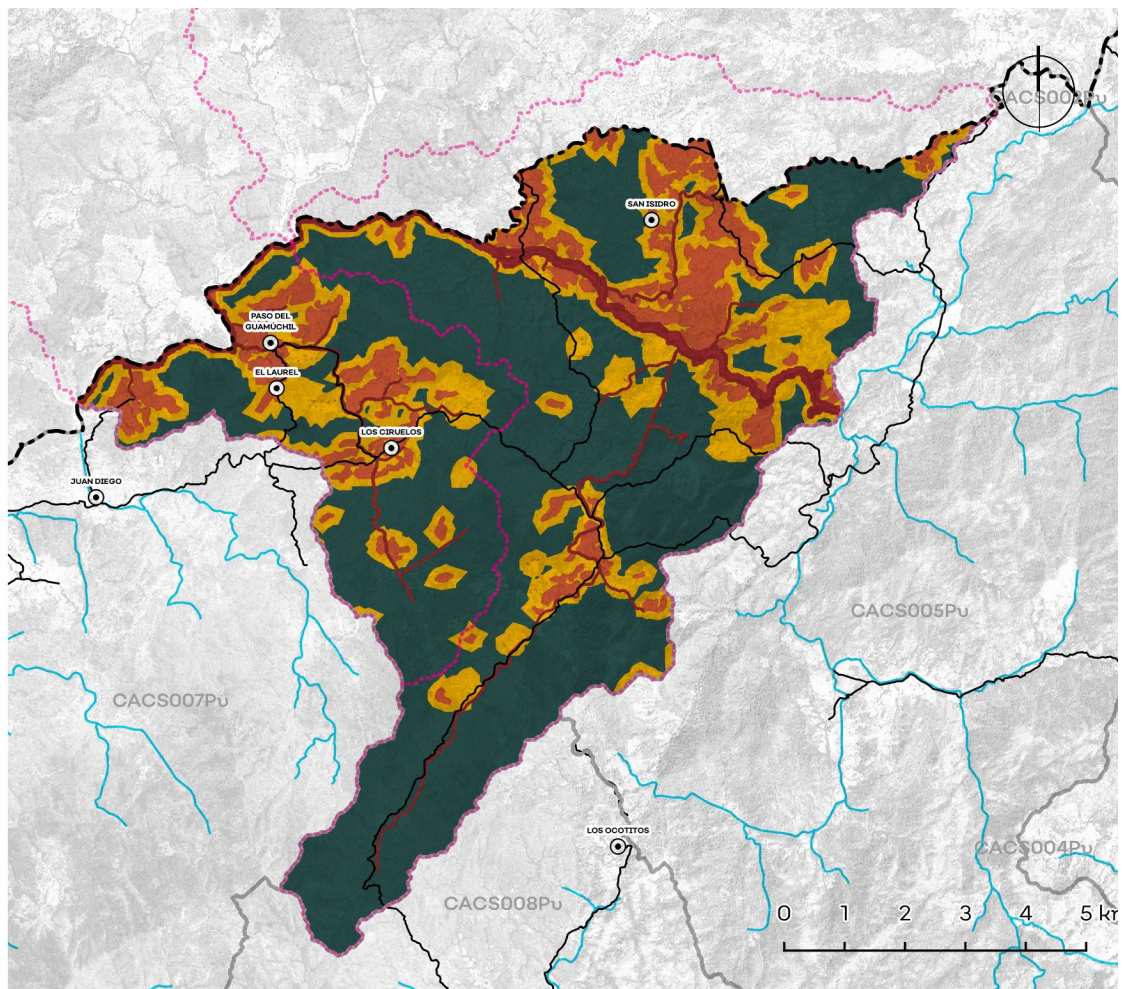 CACS002Pu
SAN ISIDRO
PASO DEL
GUAMÚCHIL
EL LAUREL
LOS CIRUELOS
JUAN DIEGO
CACS005Pu
CACS007Pu
LOS OCOTITOS
CACS004Pu
CACS008Pu
0 1 2 3 4 5 km